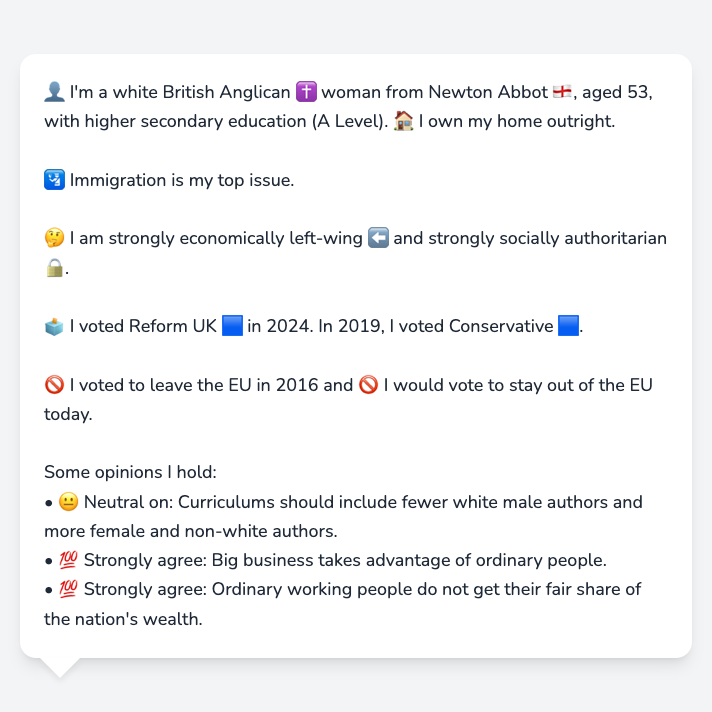 👤 I'm a white British Anglican ✝️ woman from Newton Abbot 🏴󠁧󠁢󠁥󠁮󠁧󠁿, aged 53,
with higher secondary education (A Level). 🏠 I own my home outright.
🛂 Immigration is my top issue.
🤔 I am strongly economically left-wing ⬅️ and strongly socially authoritarian
🔒.
🗳️ I voted Reform UK 🟦 in 2024. In 2019, I voted Conservative 🟦.
🚫 I voted to leave the EU in 2016 and 🚫 I would vote to stay out of the EU
today.
Some opinions I hold:
• 😐 Neutral on: Curriculums should include fewer white male authors and
more female and non-white authors.
• 💯 Strongly agree: Big business takes advantage of ordinary people.
• 💯 Strongly agree: Ordinary working people do not get their fair share of
the nation's wealth.